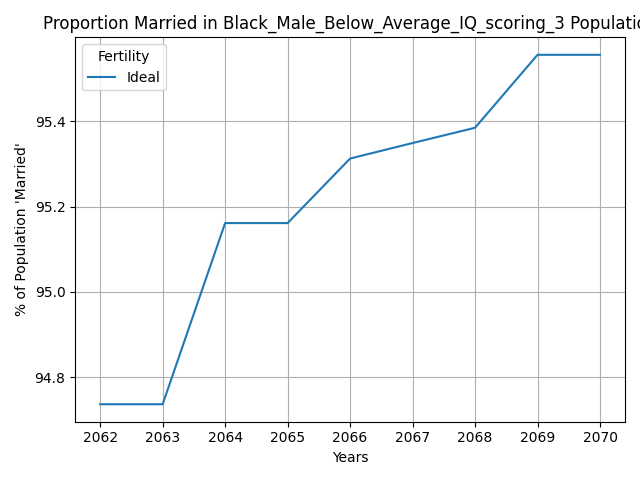 Proportion Married in Black_Male_Below_Average_IQ_scoring_3 Populatio
Fertility
Ideal
95.4
95.2
95.0
94.8
% of Population 'Married'
2062 2063 2064 2065 2066 2067 2068 2069 2070
Years